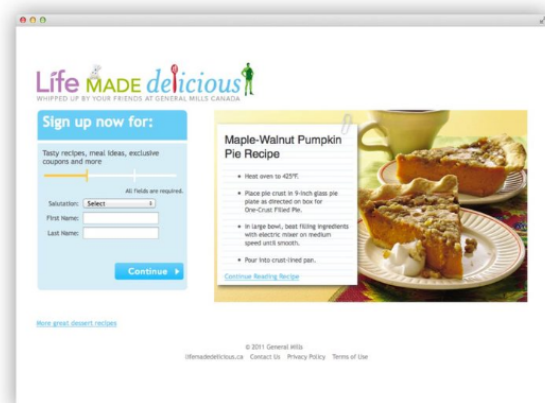 Life MADE delicious
WHIPPED UP BY YOUR FRIENDS AT GENERAL MILLS CANADA
Sign up now for:
Tasty recipes, meal ideas, exclusive
coupons and more
All fields are required.
Salutation: Select
First Name:
Last Name:
Continue
Maple-Walnut Pumpkin
Pie Recipe
• Heat oven to 425°F.
• Place pie crust in 9-inch glass pie
plate as directed on box for
One-Crust Filled Pie.
• In large bowl, beat filling ingredients
with electric mixer on medium
speed until smooth.
• Pour into crust-lined pan.
Continue Reading Recipe
More great dessert recipes
© 2011 General Mills
lifemadedelicious.ca Contact Us Privacy Policy Terms of Use